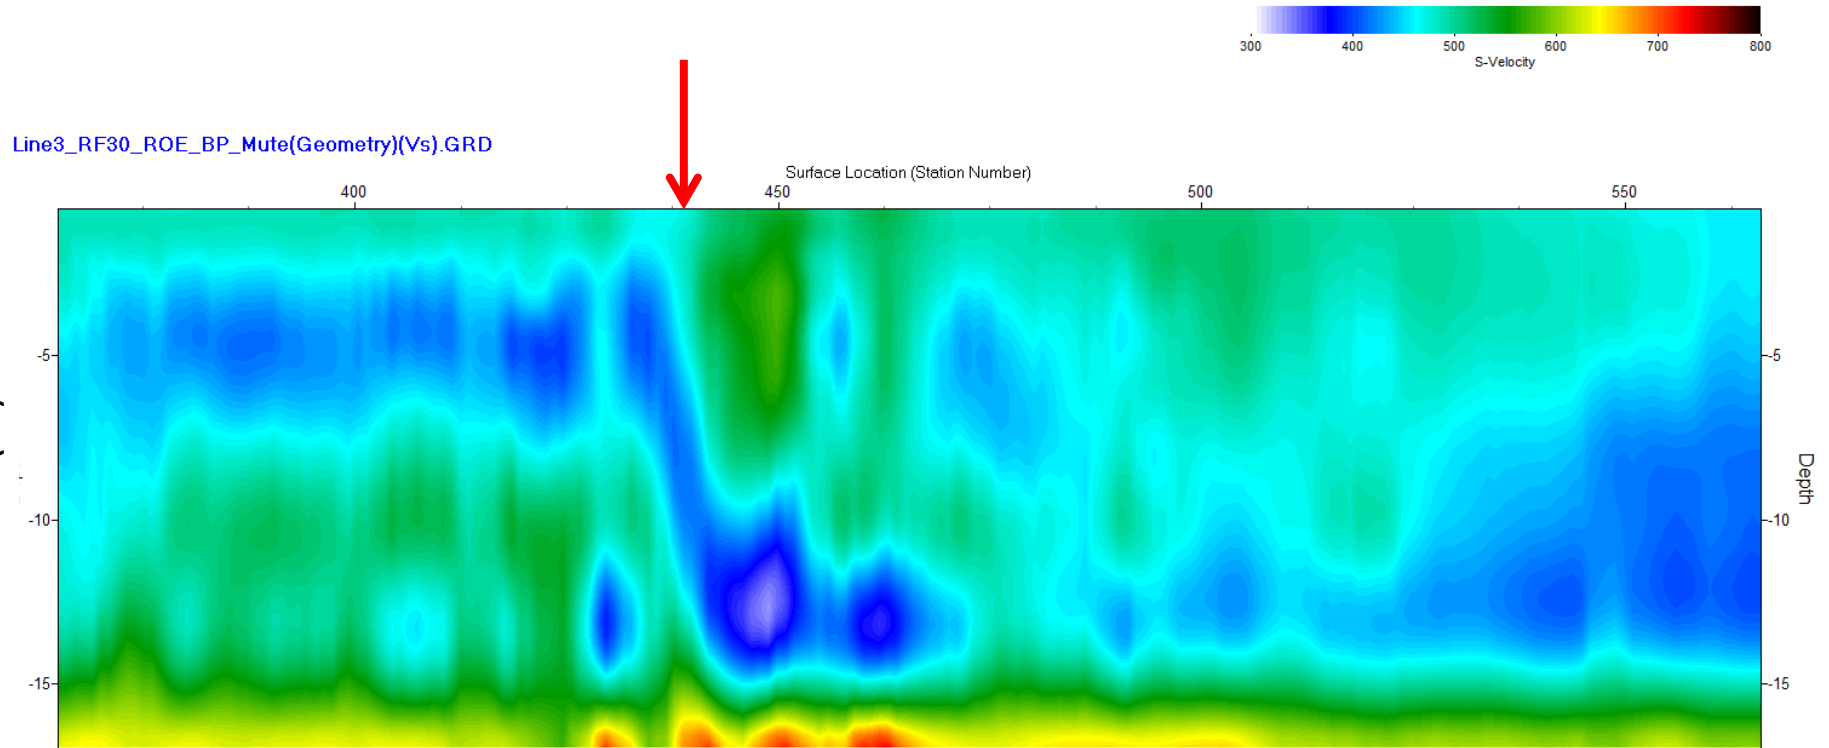 300 400 500 600 700 800
S-Velocity
Line3_RF30_ROE_BP_Mute(Geometry)(Vs).GRD
Surface Location (Station Number)
400 450 500 550
-5 -5
-10 -10
Depth
-15 -15